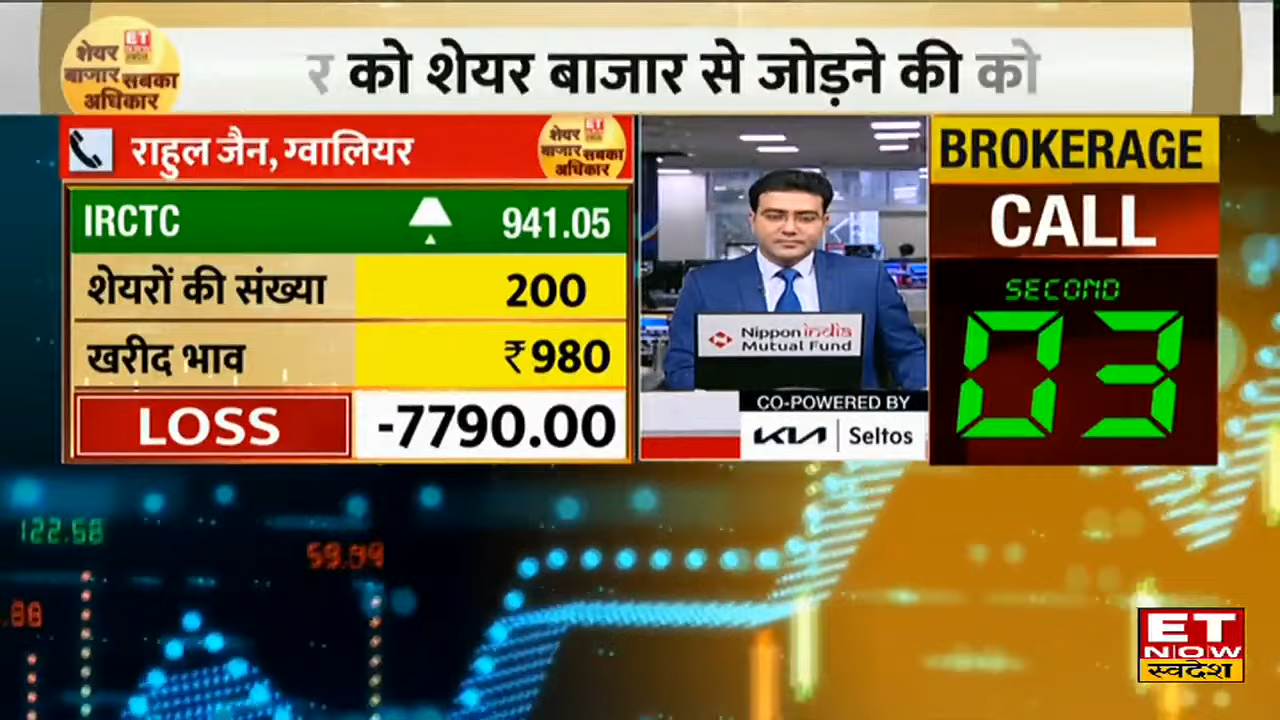 शेयर
बाजार
ET
NOW
सबका
अधिकार
को शेयर बाजार से जोड़ने की को
राहुल जैन, ग्वालियर
शेयर
बाजार
ET
सबका
अधिकार
IRCTC 941.05
शेयरों की संख्या 200
खरीद भाव ₹980
LOSS -7790.00
Nippon india
Mutual Fund
CO-POWERED BY
KIA Seltos
BROKERAGE
CALL
SECOND
03
122.58
59.09
.88
ET
NOW
स्वदेश